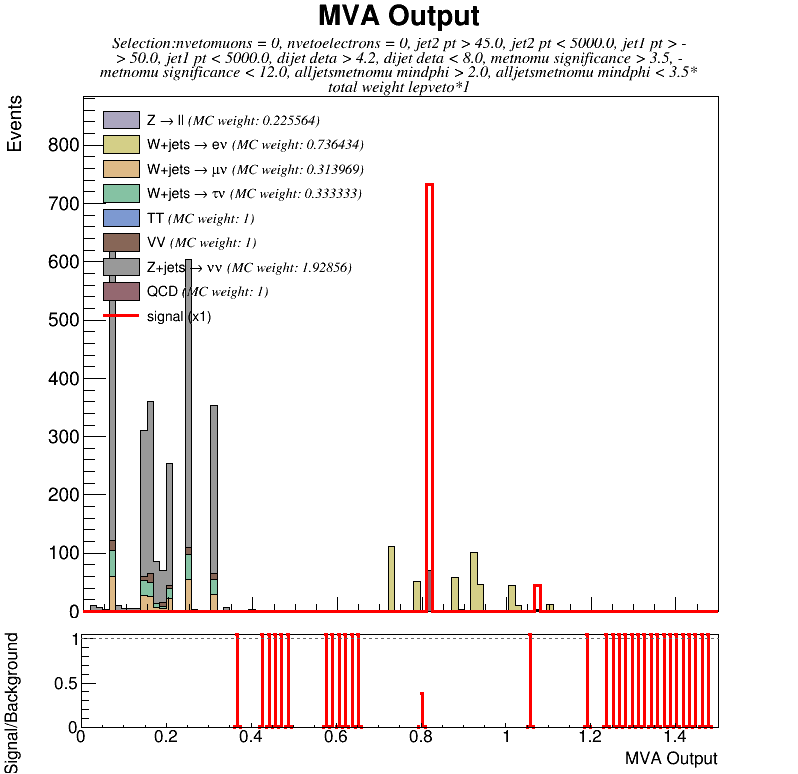 MVA Output
Selection:nvetomuons = 0, nvetoelectrons = 0, jet2 pt > 45.0, jet2 pt < 5000.0, jet1 pt > -
> 50.0, jet1 pt < 5000.0, dijet deta > 4.2, dijet deta < 8.0, metnomu significance > 3.5, -
metnomu significance < 12.0, alljetsmetnomu mindphi > 2.0, alljetsmetnomu mindphi < 3.5*
total weight lepveto*1
Events
800
700
600
500
400
300
200
100
0
Z → ll (MC weight: 0.225564)
W+jets → eν (MC weight: 0.736434)
W+jets → μν (MC weight: 0.313969)
W+jets → τν (MC weight: 0.333333)
TT (MC weight: 1)
VV (MC weight: 1)
Z+jets → νν (MC weight: 1.92856)
QCD (MC weight: 1)
signal (x1)
Signal/Background
1
0.5
0
0 0.2 0.4 0.6 0.8 1 1.2 1.4
MVA Output